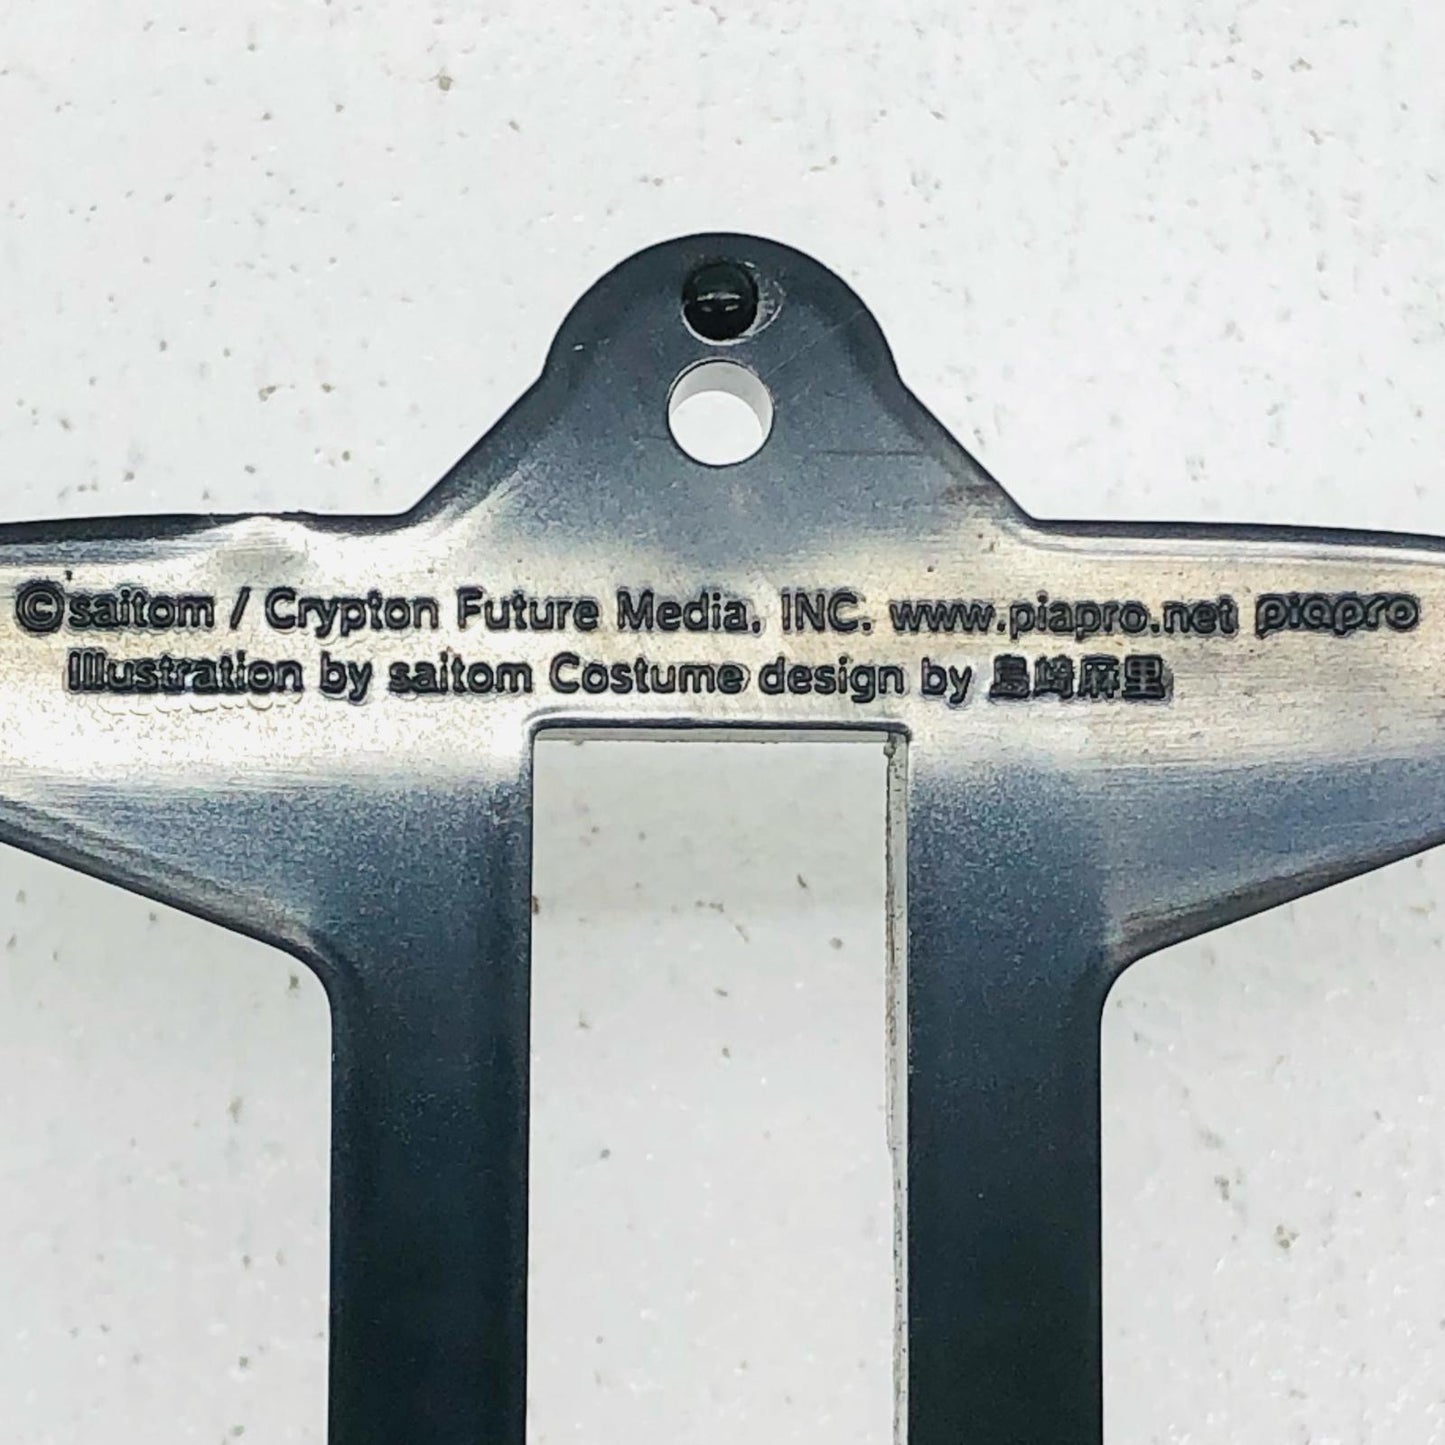 ©saitom / Crypton Future Media, INC. www.piapro.net piapro
Illustration by saitom Costume design by 島崎麻里